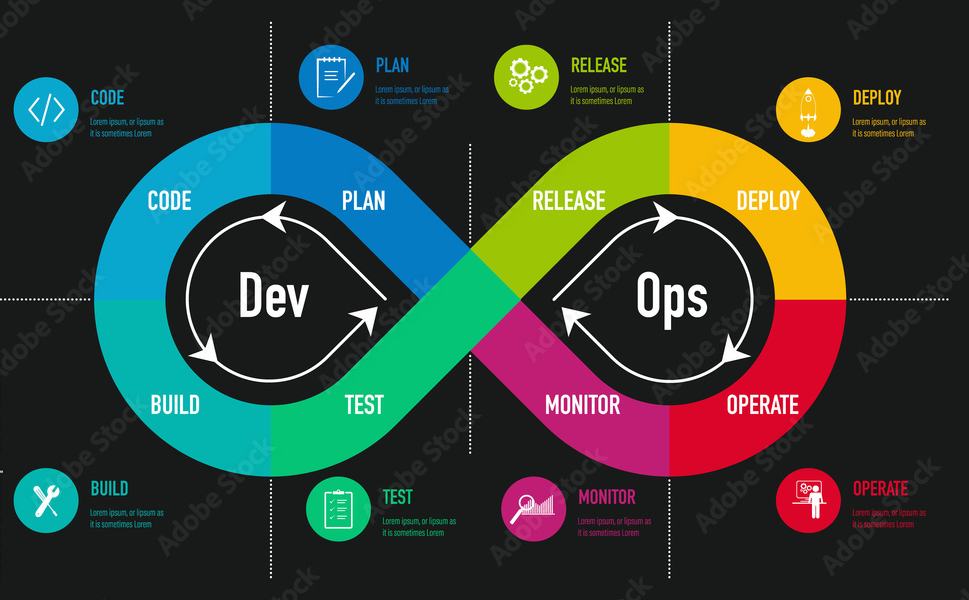 PLAN
Lorem ipsum, or lipsum as
it is sometimes Lorem
RELEASE
Lorem ipsum, or lipsum as
it is sometimes Lorem
CODE
Lorem ipsum, or lipsum as
it is sometimes Lorem
DEPLOY
Lorem ipsum, or lipsum as
it is sometimes Lorem
CODE
PLAN
RELEASE
DEPLOY
Dev
Ops
BUILD
TEST
MONITOR
OPERATE
BUILD
Lorem ipsum, or lipsum as
it is sometimes Lorem
TEST
Lorem ipsum, or lipsum as
it is sometimes Lorem
MONITOR
Lorem ipsum, or lipsum as
it is sometimes Lorem
OPERATE
Lorem ipsum, or lipsum as
it is sometimes Lorem
Adobe Stock